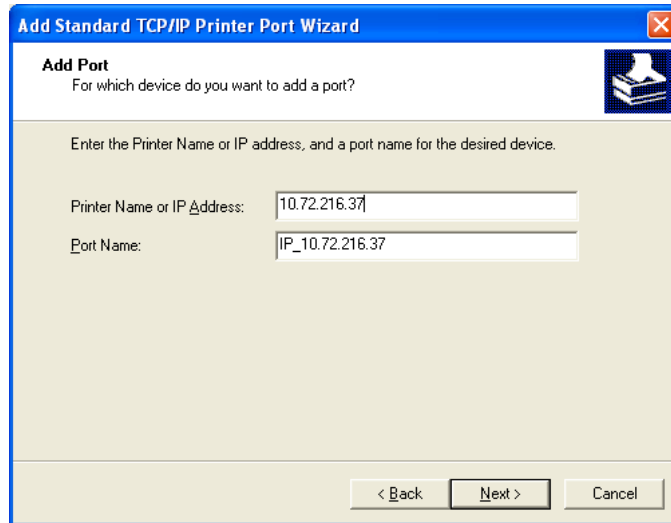 Add Standard TCP/IP Printer Port Wizard
Add Port
For which device do you want to add a port?
Enter the Printer Name or IP address, and a port name for the desired device.
Printer Name or IP Address: 10.72.216.37
Port Name: IP_10.72.216.37
< Back Next > Cancel